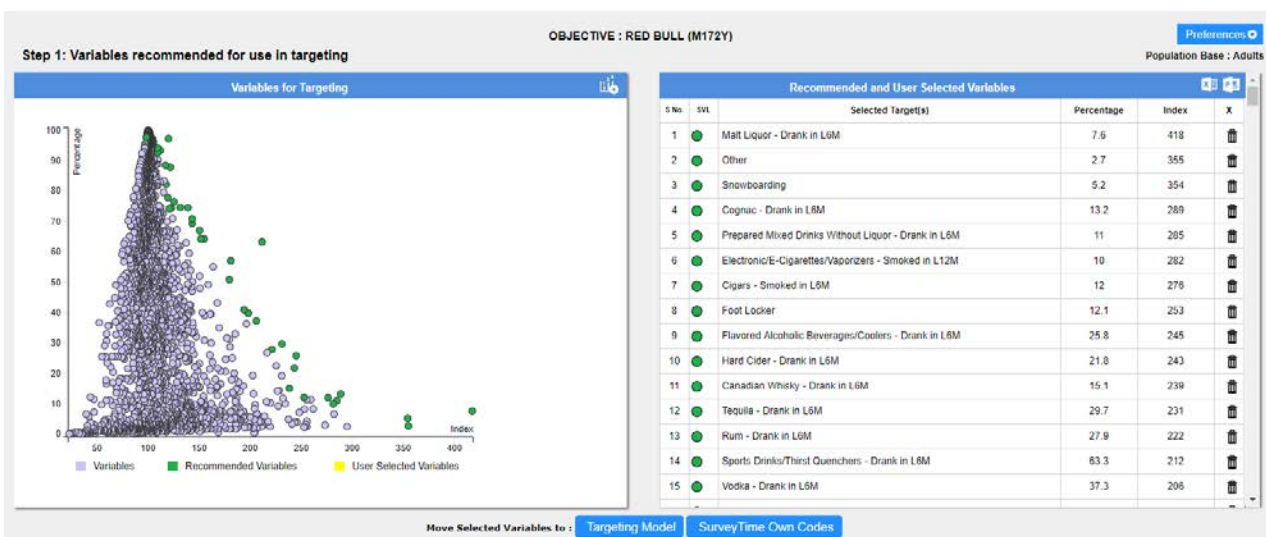 OBJECTIVE : RED BULL (M172Y)
Preferences
Step 1: Variables recommended for use in targeting
Population Base : Adults
Variables for Targeting
100
90
80
70
60
50
40
30
20
10
0
Percentage
Index
50 100 150 200 250 300 350 400
Variables Recommended Variables User Selected Variables
Recommended and User Selected Variables
S No. SVL Selected Target(s) Percentage Index X
1 Malt Liquor - Drank in L6M 7.6 418
2 Other 2.7 355
3 Snowboarding 5.2 354
4 Cognac - Drank in L6M 13.2 289
5 Prepared Mixed Drinks Without Liquor - Drank in L6M 11 285
6 Electronic/E-Cigarettes/Vaporizers - Smoked in L12M 10 282
7 Cigars - Smoked in L6M 12 276
8 Foot Locker 12.1 253
9 Flavored Alcoholic Beverages/Coolers - Drank in L6M 25.8 245
10 Hard Cider - Drank in L6M 21.8 243
11 Canadian Whisky - Drank in L6M 15.1 239
12 Tequila - Drank in L6M 29.7 231
13 Rum - Drank in L6M 27.9 222
14 Sports Drinks/Thirst Quenchers - Drank in L6M 63.3 212
15 Vodka - Drank in L6M 37.3 206
Move Selected Variables to : Targeting Model SurveyTime Own Codes